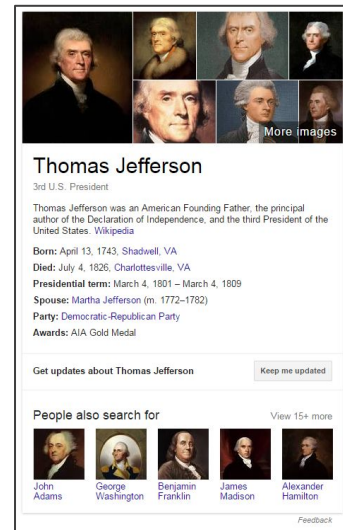 More images
Thomas Jefferson
3rd U.S. President
Thomas Jefferson was an American Founding Father, the principal
author of the Declaration of Independence, and the third President of the
United States. Wikipedia
Born: April 13, 1743, Shadwell, VA
Died: July 4, 1826, Charlottesville, VA
Presidential term: March 4, 1801 – March 4, 1809
Spouse: Martha Jefferson (m. 1772–1782)
Party: Democratic-Republican Party
Awards: AIA Gold Medal
Get updates about Thomas Jefferson Keep me updated
People also search for View 15+ more
John Adams
George Washington
Benjamin Franklin
James Madison
Alexander Hamilton
Feedback